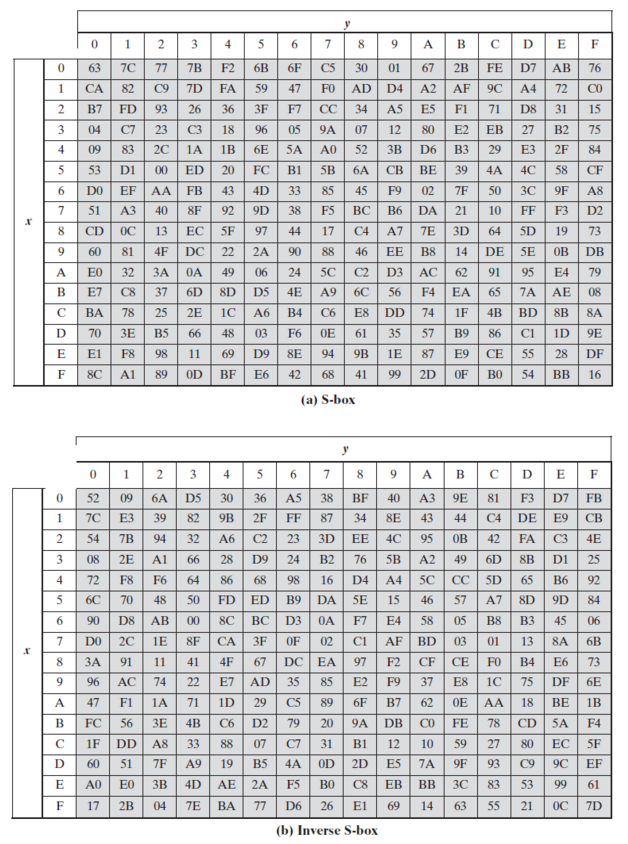 y
0 1 2 3 4 5 6 7 8 9 A B C D E F
0 63 7C 77 7B F2 6B 6F C5 30 01 67 2B FE D7 AB 76
1 CA 82 C9 7D FA 59 47 F0 AD D4 A2 AF 9C A4 72 C0
2 B7 FD 93 26 36 3F F7 CC 34 A5 E5 F1 71 D8 31 15
3 04 C7 23 C3 18 96 05 9A 07 12 80 E2 EB 27 B2 75
4 09 83 2C 1A 1B 6E 5A A0 52 3B D6 B3 29 E3 2F 84
5 53 D1 00 ED 20 FC B1 5B 6A CB BE 39 4A 4C 58 CF
6 D0 EF AA FB 43 4D 33 85 45 F9 02 7F 50 3C 9F A8
x 7 51 A3 40 8F 92 9D 38 F5 BC B6 DA 21 10 FF F3 D2
8 CD 0C 13 EC 5F 97 44 17 C4 A7 7E 3D 64 5D 19 73
9 60 81 4F DC 22 2A 90 88 46 EE B8 14 DE 5E 0B DB
A E0 32 3A 0A 49 06 24 5C C2 D3 AC 62 91 95 E4 79
B E7 C8 37 6D 8D D5 4E A9 6C 56 F4 EA 65 7A AE 08
C BA 78 25 2E 1C A6 B4 C6 E8 DD 74 1F 4B BD 8B 8A
D 70 3E B5 66 48 03 F6 0E 61 35 57 B9 86 C1 1D 9E
E E1 F8 98 11 69 D9 8E 94 9B 1E 87 E9 CE 55 28 DF
F 8C A1 89 0D BF E6 42 68 41 99 2D 0F B0 54 BB 16
(a) S-box
y
0 1 2 3 4 5 6 7 8 9 A B C D E F
0 52 09 6A D5 30 36 A5 38 BF 40 A3 9E 81 F3 D7 FB
1 7C E3 39 82 9B 2F FF 87 34 8E 43 44 C4 DE E9 CB
2 54 7B 94 32 A6 C2 23 3D EE 4C 95 0B 42 FA C3 4E
3 08 2E A1 66 28 D9 24 B2 76 5B A2 49 6D 8B D1 25
4 72 F8 F6 64 86 68 98 16 D4 A4 5C CC 5D 65 B6 92
5 6C 70 48 50 FD ED B9 DA 5E 15 46 57 A7 8D 9D 84
6 90 D8 AB 00 8C BC D3 0A F7 E4 58 05 B8 B3 45 06
x 7 D0 2C 1E 8F CA 3F 0F 02 C1 AF BD 03 01 13 8A 6B
8 3A 91 11 41 4F 67 DC EA 97 F2 CF CE F0 B4 E6 73
9 96 AC 74 22 E7 AD 35 85 E2 F9 37 E8 1C 75 DF 6E
A 47 F1 1A 71 1D 29 C5 89 6F B7 62 0E AA 18 BE 1B
B FC 56 3E 4B C6 D2 79 20 9A DB C0 FE 78 CD 5A F4
C 1F DD A8 33 88 07 C7 31 B1 12 10 59 27 80 EC 5F
D 60 51 7F A9 19 B5 4A 0D 2D E5 7A 9F 93 C9 9C EF
E A0 E0 3B 4D AE 2A F5 B0 C8 EB BB 3C 83 53 99 61
F 17 2B 04 7E BA 77 D6 26 E1 69 14 63 55 21 0C 7D
(b) Inverse S-box